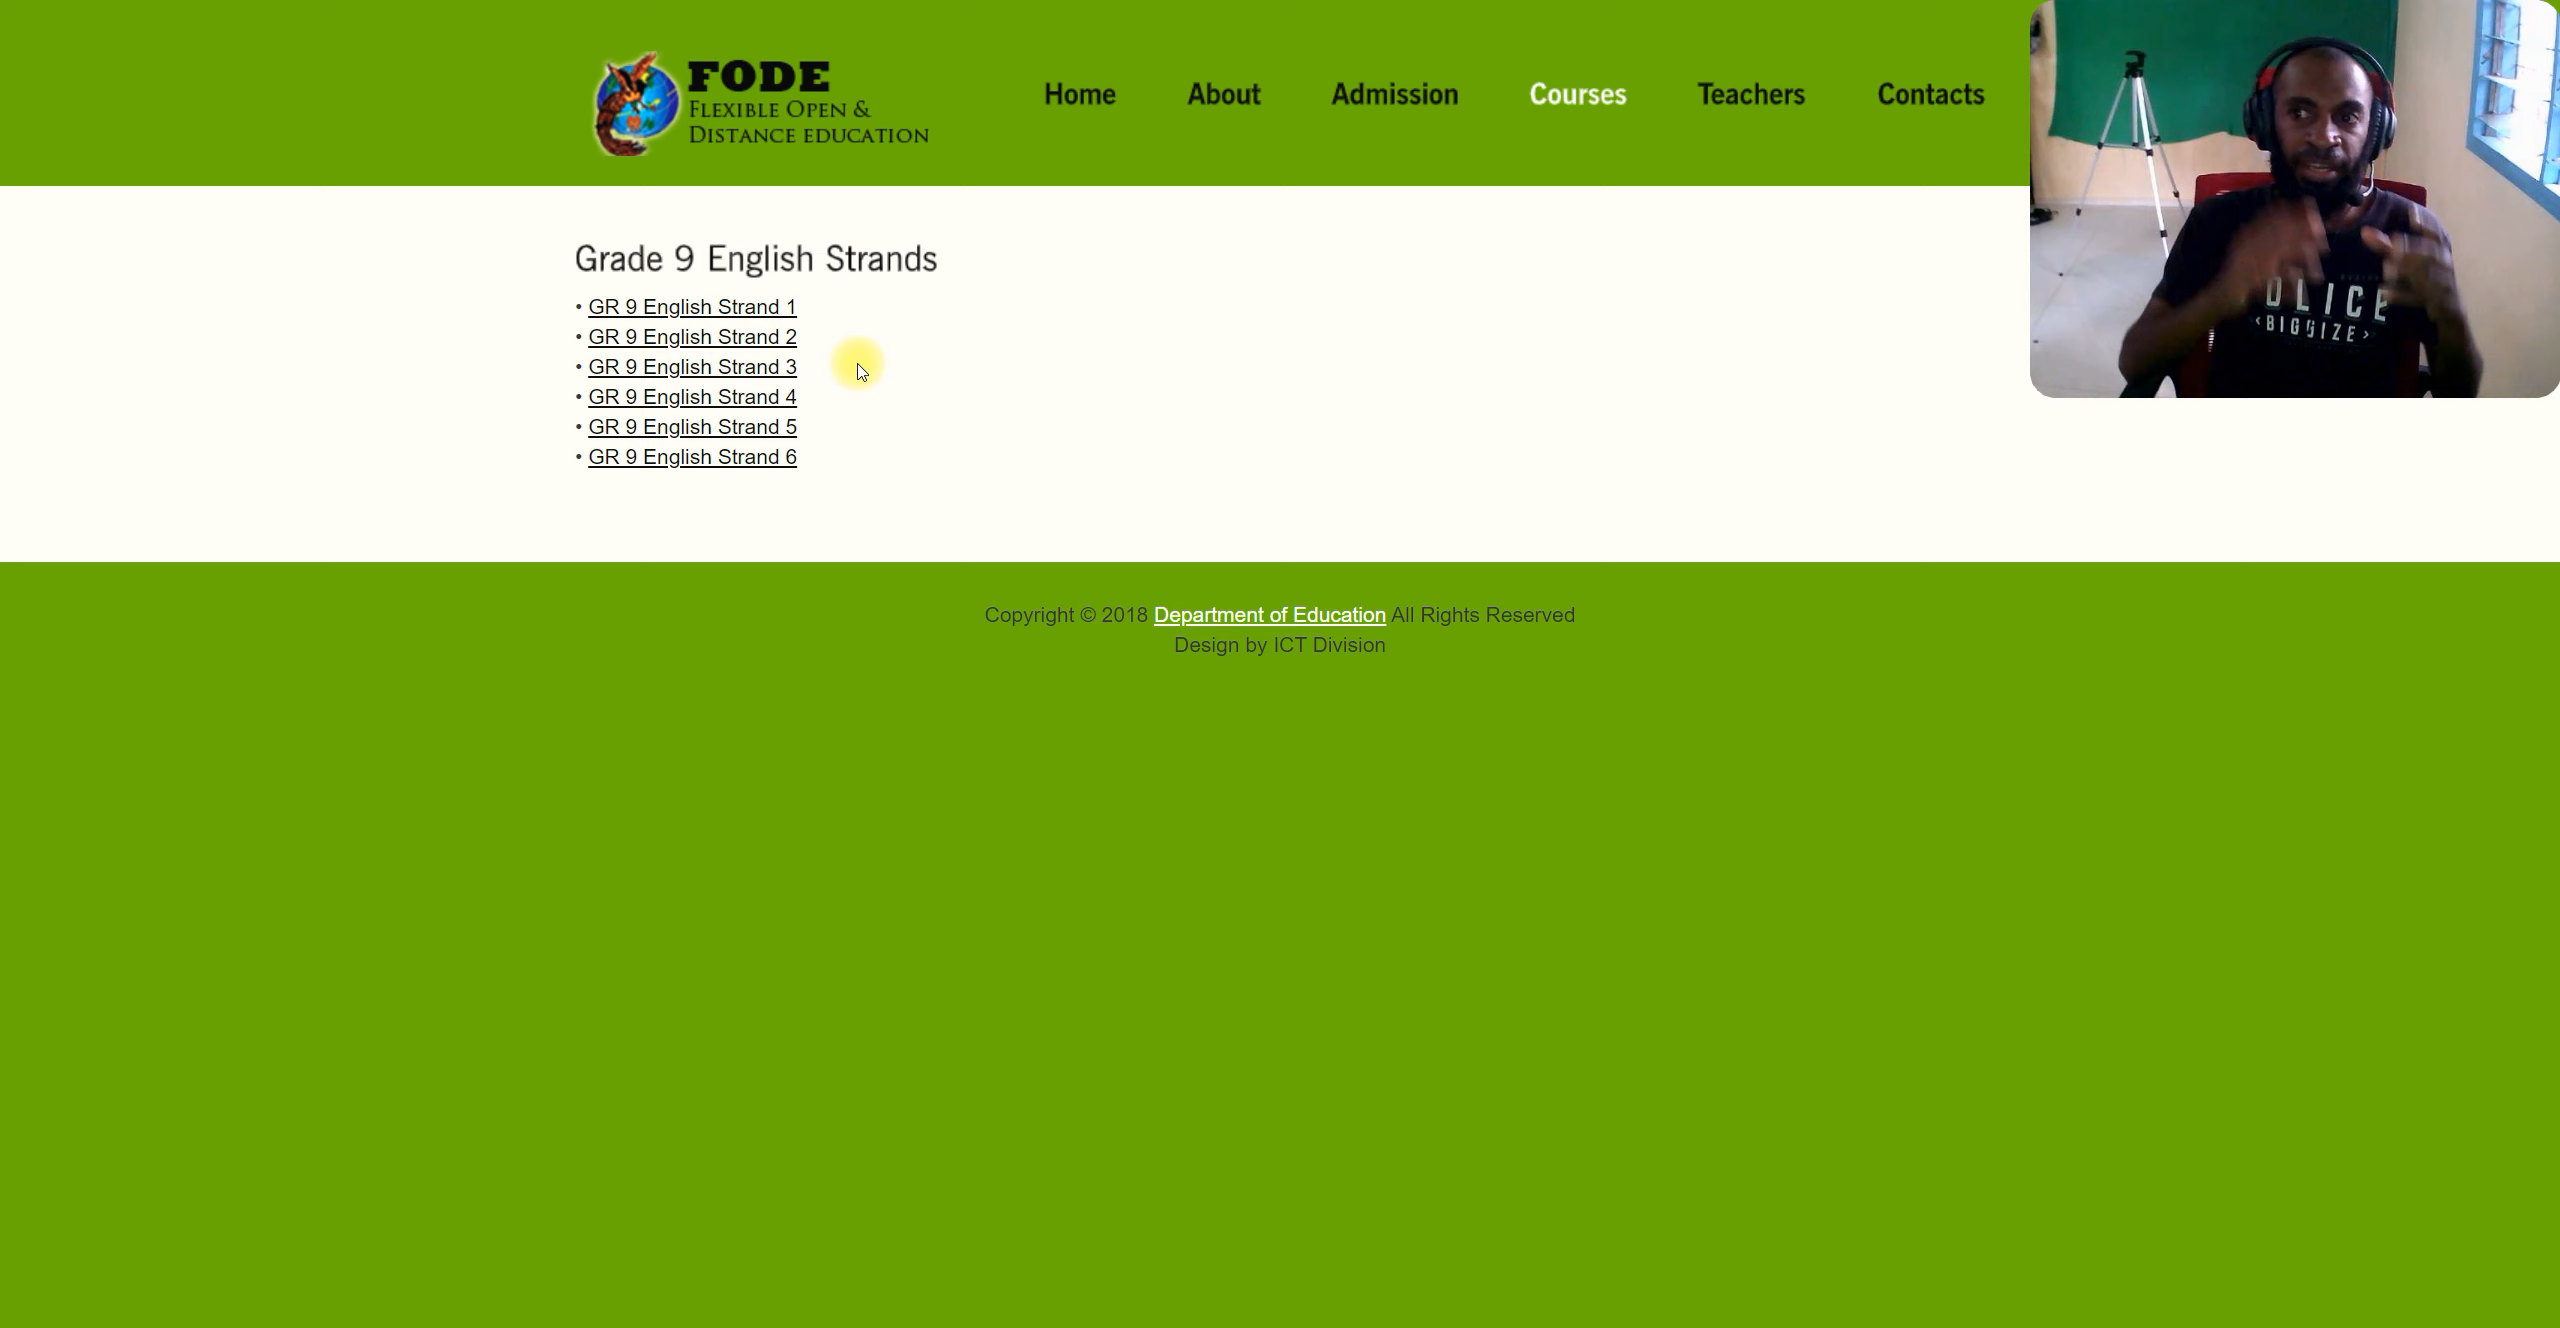 FODE
FLEXIBLE OPEN &
DISTANCE EDUCATION
Home
About
Admission
Courses
Teachers
Contacts
Grade 9 English Strands
• GR 9 English Strand 1
• GR 9 English Strand 2
• GR 9 English Strand 3
• GR 9 English Strand 4
• GR 9 English Strand 5
• GR 9 English Strand 6
Copyright © 2018 Department of Education All Rights Reserved
Design by ICT Division
‹BIGSIZE›